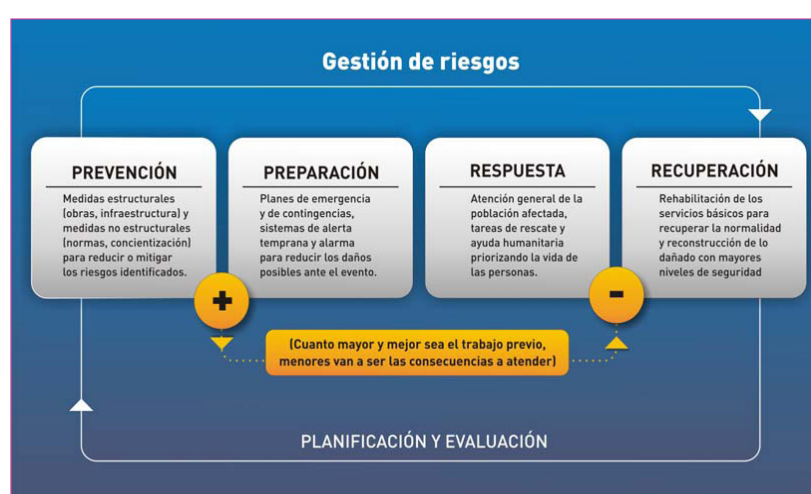 Gestión de riesgos
PREVENCIÓN
Medidas estructurales
(obras, infraestructura) y
medidas no estructurales
(normas, concientización)
para reducir o mitigar
los riesgos identificados.
PREPARACIÓN
Planes de emergencia
y de contingencias,
sistemas de alerta
temprana y alarma
para reducir los daños
posibles ante el evento.
RESPUESTA
Atención general de la
población afectada,
tareas de rescate y
ayuda humanitaria
priorizando la vida de
las personas.
RECUPERACIÓN
Rehabilitación de los
servicios básicos para
recuperar la normalidad
y reconstrucción de lo
dañado con mayores
niveles de seguridad
+
-
(Cuanto mayor y mejor sea el trabajo previo,
menores van a ser las consecuencias a atender)
PLANIFICACIÓN Y EVALUACIÓN